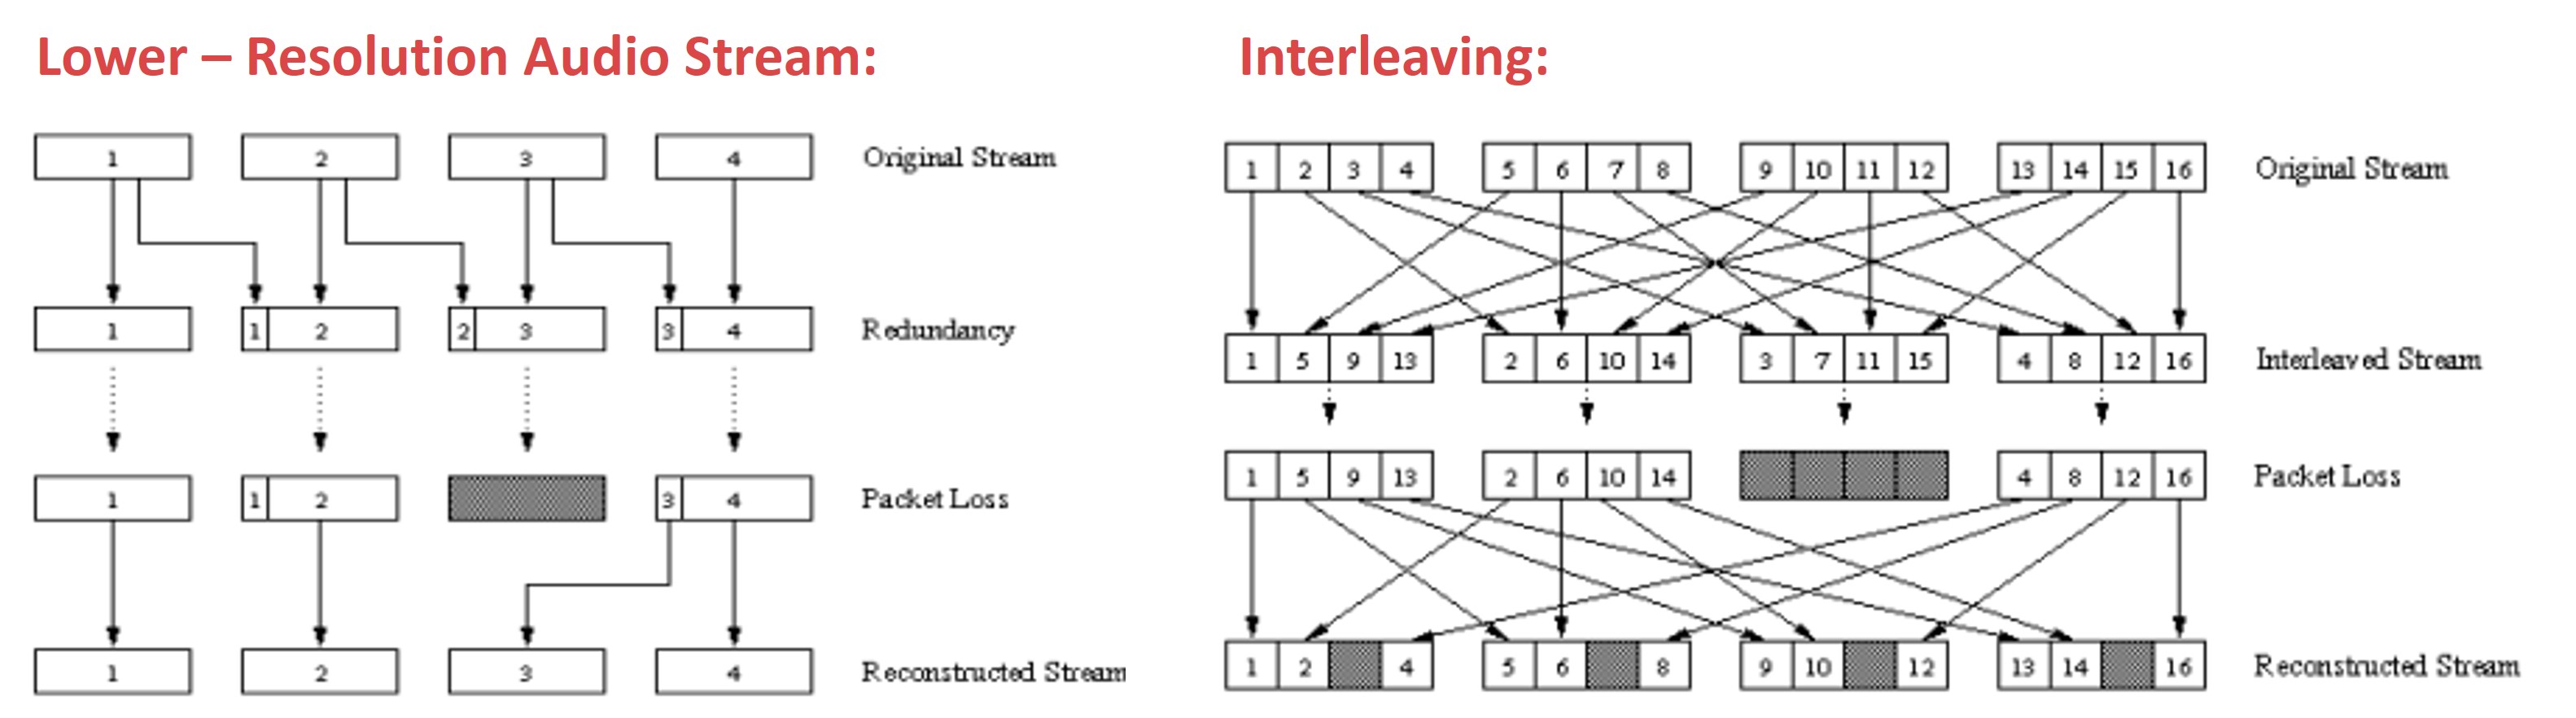 Lower – Resolution Audio Stream:
1 2 3 4 Original Stream
1 1 2 2 3 3 4 Redundancy
1 1 2 3 4 Packet Loss
1 2 3 4 Reconstructed Stream
Interleaving:
1 2 3 4 5 6 7 8 9 10 11 12 13 14 15 16 Original Stream
1 5 9 13 2 6 10 14 3 7 11 15 4 8 12 16 Interleaved Stream
1 5 9 13 2 6 10 14 4 8 12 16 Packet Loss
1 2 4 5 6 8 9 10 12 13 14 16 Reconstructed Stream